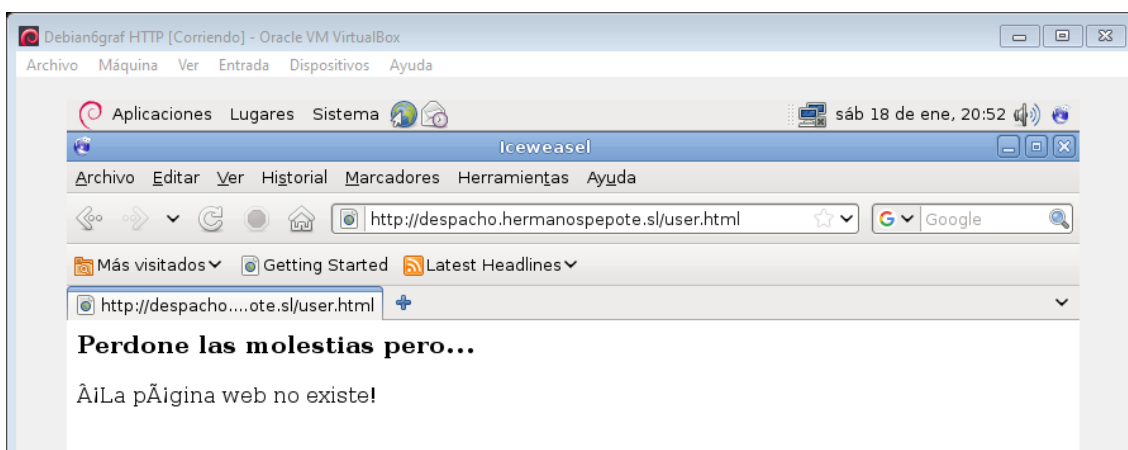 Debian6graf HTTP [Corriendo] - Oracle VM VirtualBox
Archivo Máquina Ver Entrada Dispositivos Ayuda
Aplicaciones Lugares Sistema sáb 18 de ene, 20:52
Iceweasel
Archivo Editar Ver Historial Marcadores Herramientas Ayuda
http://despacho.hermanospepote.sl/user.html G Google
Más visitados Getting Started Latest Headlines
http://despacho....ote.sl/user.html
Perdone las molestias pero...
Â¡La pÃ¡gina web no existe!